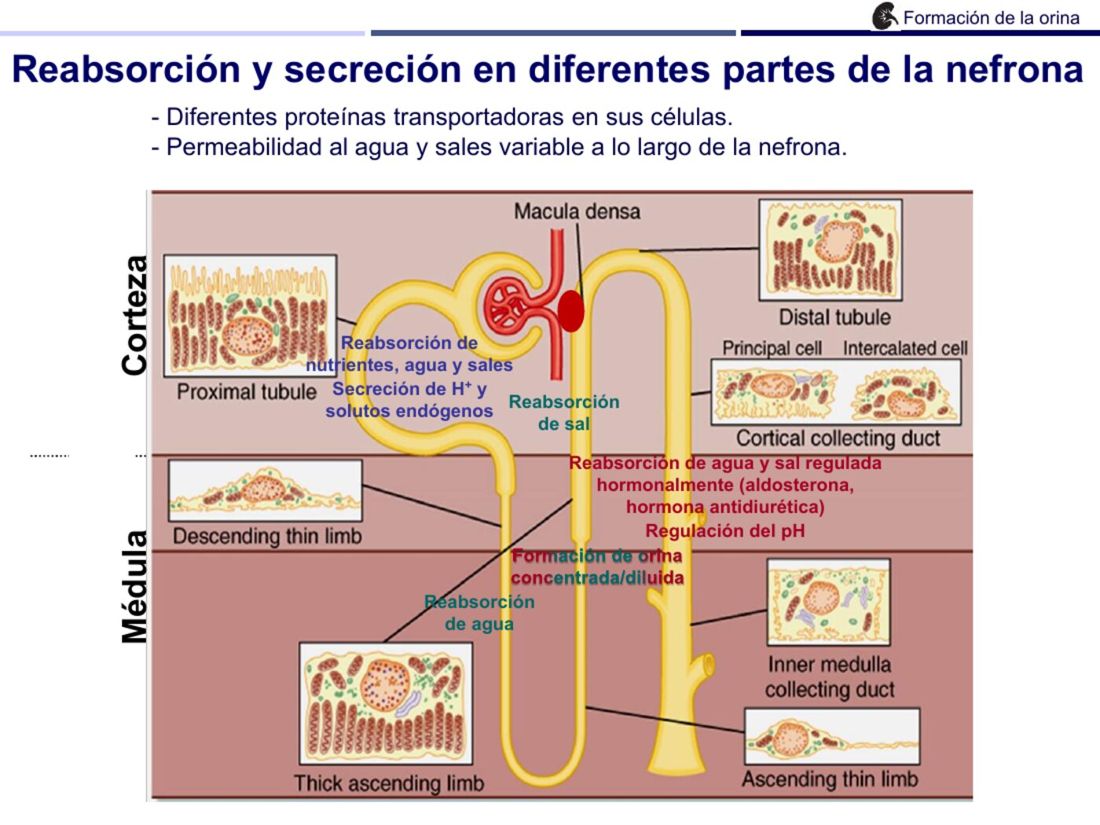 Formación de la orina
Reabsorción y secreción en diferentes partes de la nefrona
- Diferentes proteínas transportadoras en sus células.
- Permeabilidad al agua y sales variable a lo largo de la nefrona.
Corteza
Médula
Macula densa
Distal tubule
Proximal tubule
Reabsorción de
nutrientes, agua y sales
Secreción de H⁺ y
solutos endógenos
Reabsorción
de sal
Principal cell
Intercalated cell
Cortical collecting duct
Reabsorción de agua y sal regulada
hormonalmente (aldosterona,
hormona antidiurética)
Regulación del pH
Descending thin limb
Formación de orina
concentrada/diluida
Reabsorción
de agua
Inner medulla
collecting duct
Thick ascending limb
Ascending thin limb